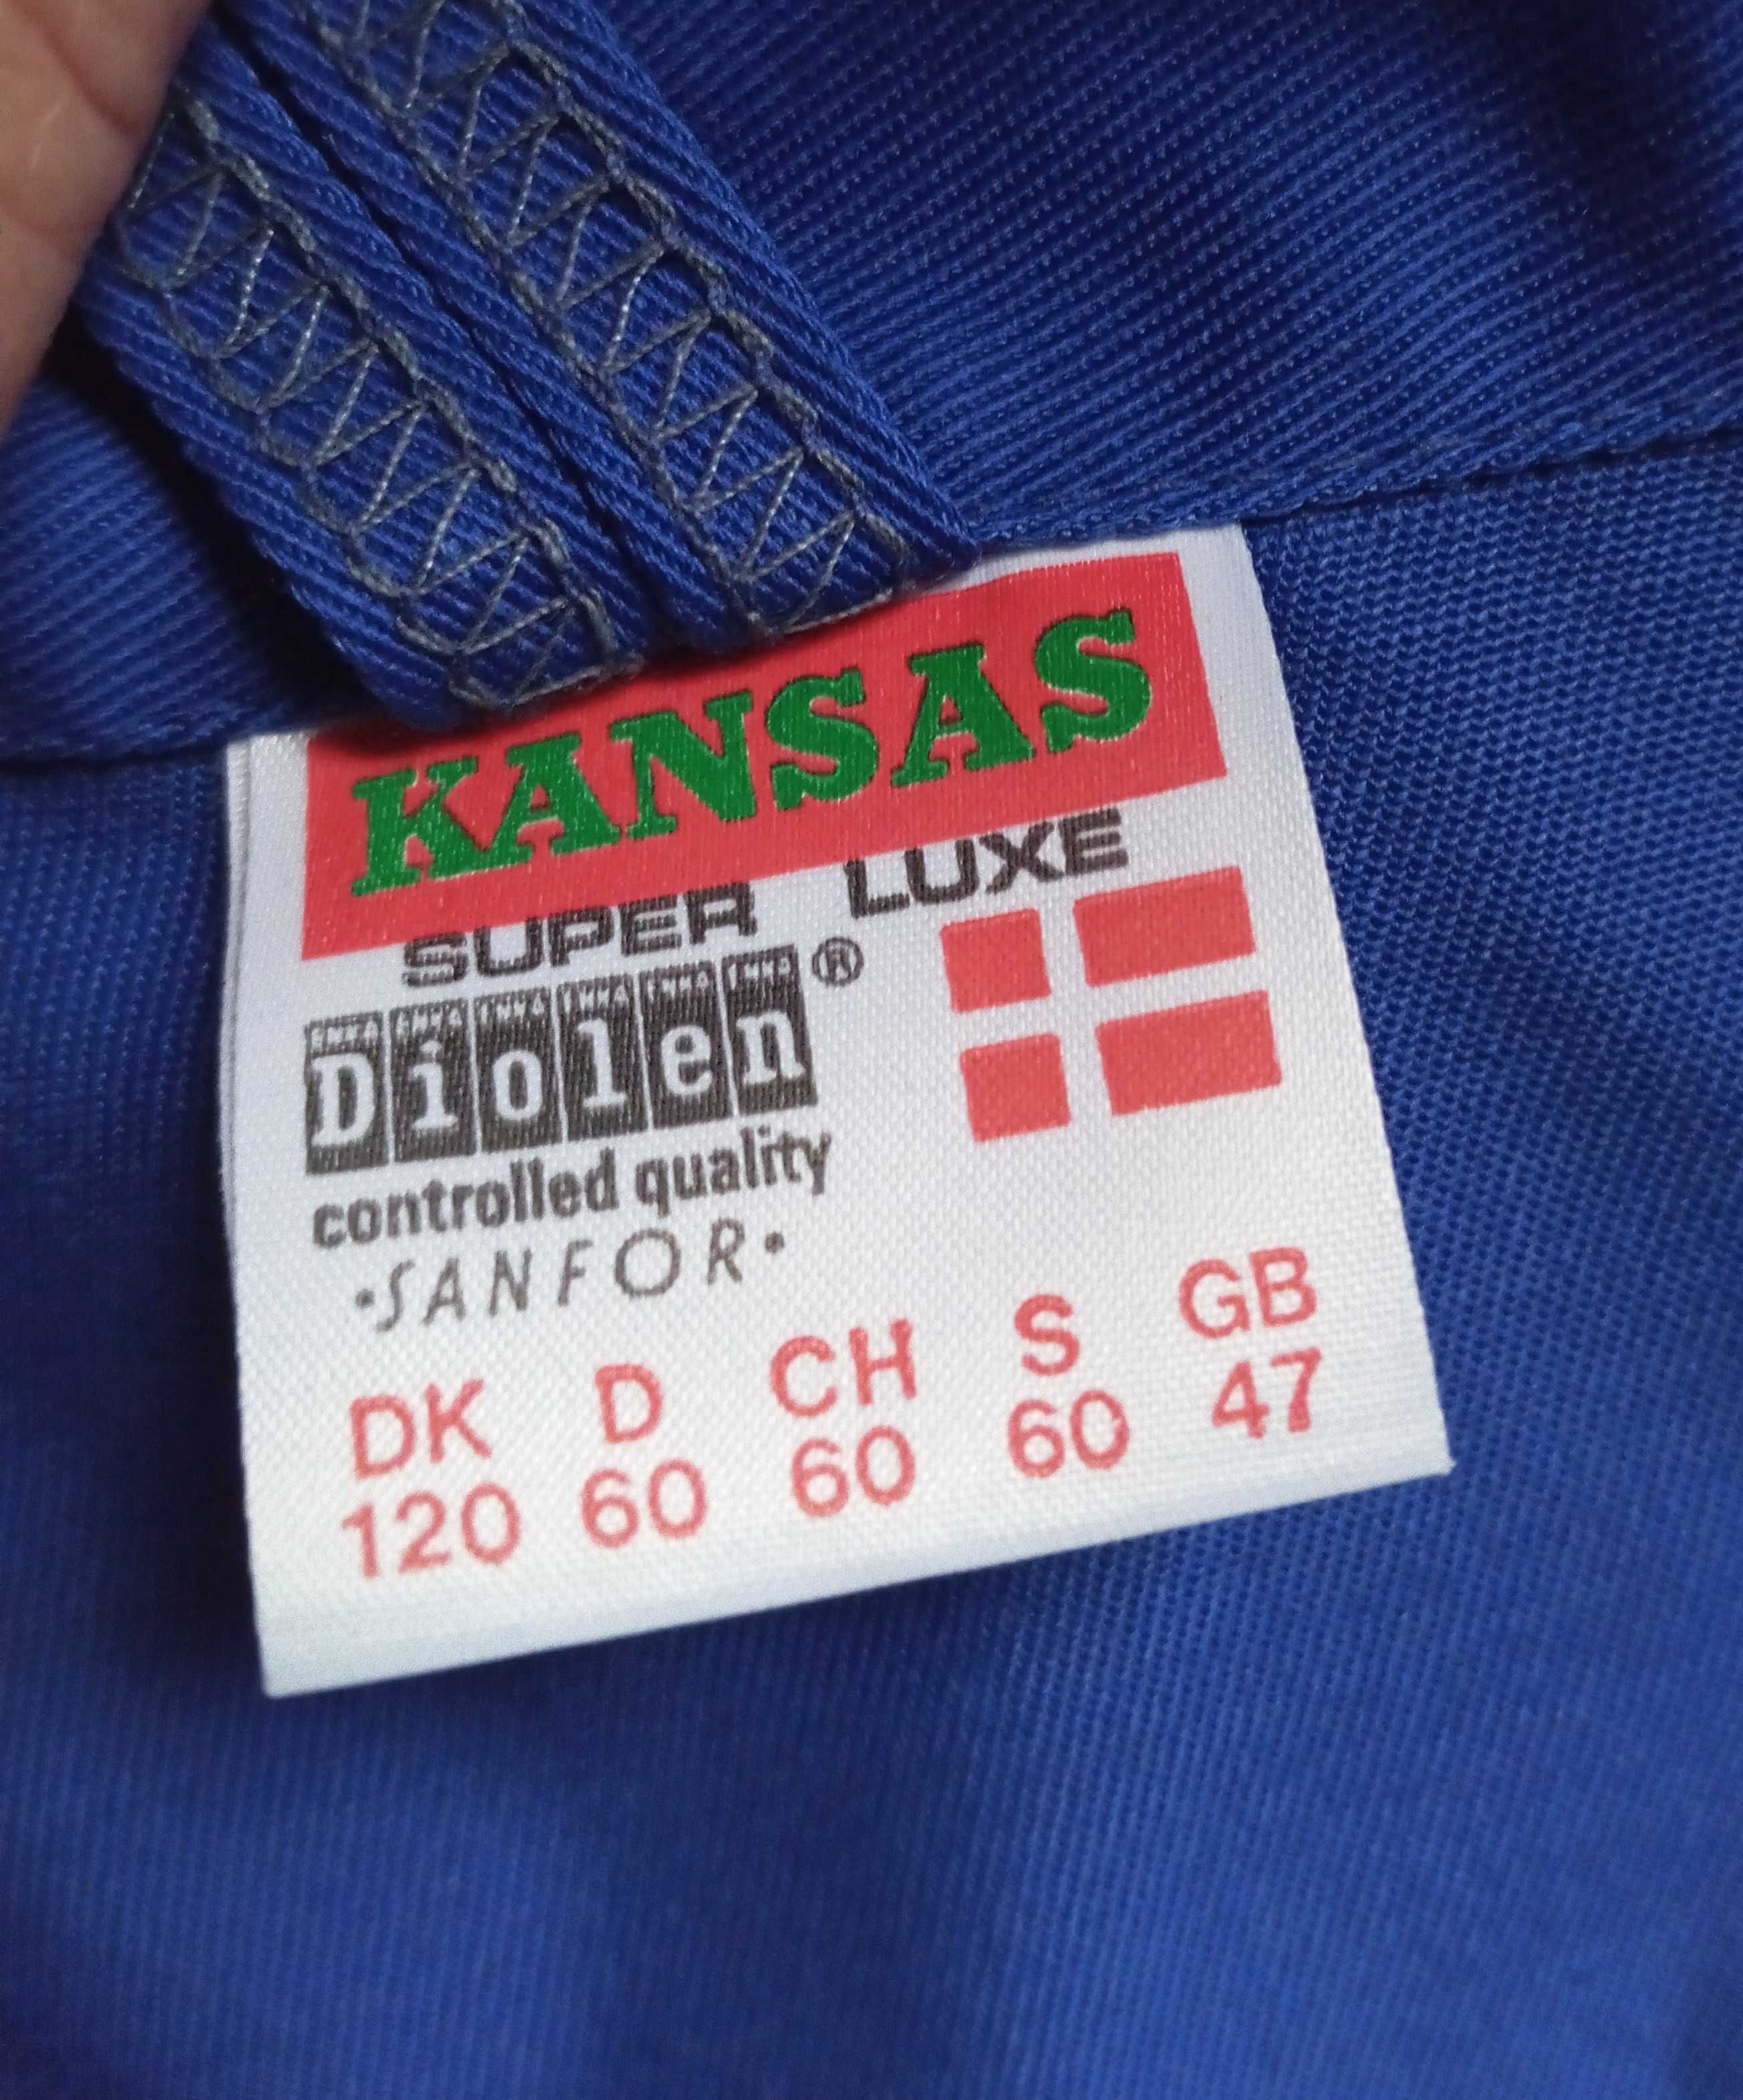 KANSAS
SUPER LUXE
Diolen®
controlled quality
·SANFOR·
DK D CH S GB
120 60 60 60 47